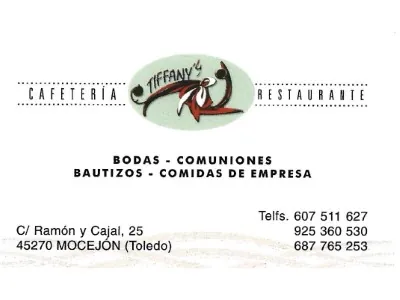 TIFFANY'S
CAFETERÍA RESTAURANTE
BODAS - COMUNIONES
BAUTIZOS - COMIDAS DE EMPRESA
Telfs. 607 511 627
C/ Ramón y Cajal, 25 925 360 530
45270 MOCEJÓN (Toledo) 687 765 253